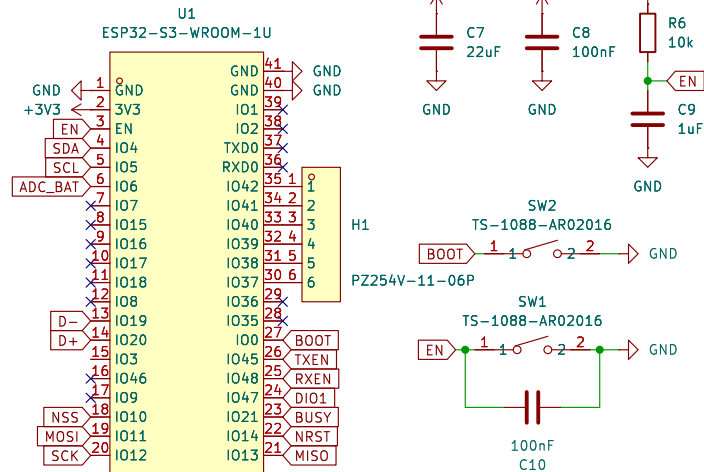 U1
ESP32-S3-WROOM-1U
GND 1 GND
+3V3 2 3V3
EN 3 EN
SDA 4 IO4
SCL 5 IO5
ADC_BAT 6 IO6
7 IO7
8 IO15
9 IO16
10 IO17
11 IO18
12 IO8
D- 13 IO19
D+ 14 IO20
15 IO3
16 IO46
17 IO9
NSS 18 IO10
MOSI 19 IO11
SCK 20 IO12
GND 41 GND
GND 40 GND
IO1 39
IO2 38
TXD0 37
RXD0 36
IO42 35 1 1
IO41 34 2 2
IO40 33 3 3
IO39 32 4 4
IO38 31 5 5
IO37 30 6 6
IO36 29
IO35 28
IO0 27 BOOT
IO45 26 TXEN
IO48 25 RXEN
IO47 24 DIO1
IO21 23 BUSY
IO14 22 NRST
IO13 21 MISO
H1
PZ254V-11-06P
C7
22uF
GND
C8
100nF
GND
R6
10k
EN
C9
1uF
GND
SW2
TS-1088-AR02016
BOOT 1 1 2 2 GND
SW1
TS-1088-AR02016
EN 1 1 2 2 GND
100nF
C10